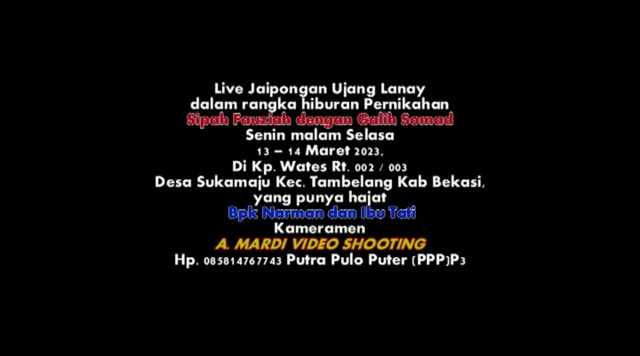 Live Jaipongan Ujang Lanay
dalam rangka hiburan Pernikahan
Sipah Fauziah dengan Galih Somad
Senin malam Selasa
13 – 14 Maret 2023,
Di Kp. Wates Rt. 002 / 003
Desa Sukamaju Kec. Tambelang Kab Bekasi,
yang punya hajat
Bpk Narman dan Ibu Tati
Kameramen
A. MARDI VIDEO SHOOTING
Hp. 085814767743 Putra Pulo Puter (PPP)P3